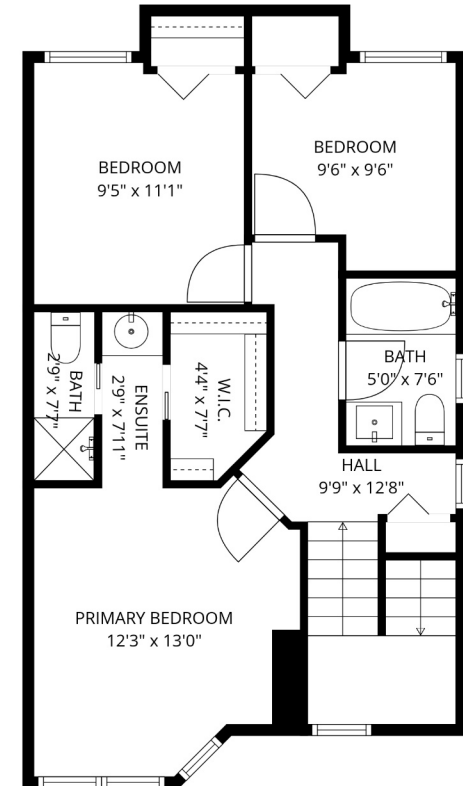 BEDROOM
9'5" x 11'1"
BEDROOM
9'6" x 9'6"
BATH
2'9" x 7'7"
ENSUITE
2'9" x 7'11"
W.I.C.
4'4" x 7'7"
BATH
5'0" x 7'6"
HALL
9'9" x 12'8"
PRIMARY BEDROOM
12'3" x 13'0"